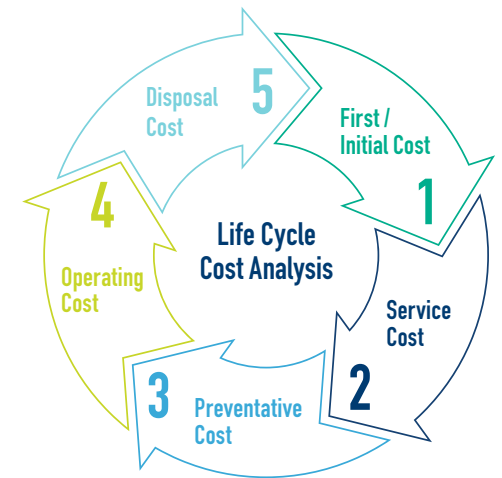 Life Cycle
Cost Analysis
First /
Initial Cost
1
Service
Cost
2
3
Preventative
Cost
4
Operating
Cost
Disposal
Cost
5